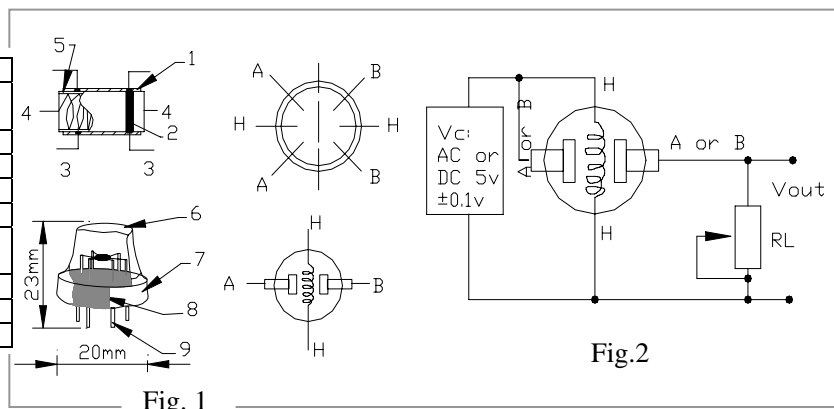 5
1
4
4
2
3
3
6
7
23mm
8
9
20mm
Fig. 1
A
B
H
H
A
B
H
A
B
H
H
Vc:
AC or
DC 5v
±0.1v
A or B
A or B
H
Vout
RL
Fig.2